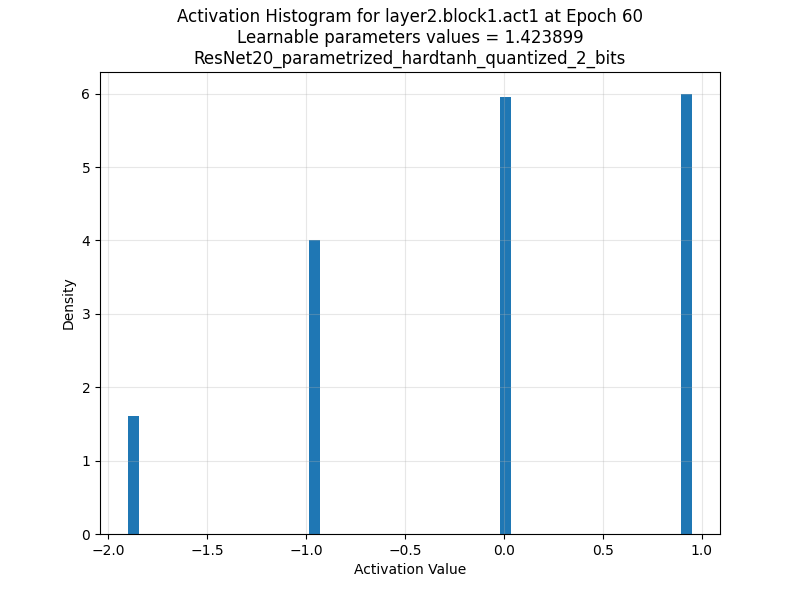 Activation Histogram for layer2.block1.act1 at Epoch 60
Learnable parameters values = 1.423899
ResNet20_parametrized_hardtanh_quantized_2_bits
6
5
4
3
2
1
0
Density
−2.0 −1.5 −1.0 −0.5 0.0 0.5 1.0
Activation Value